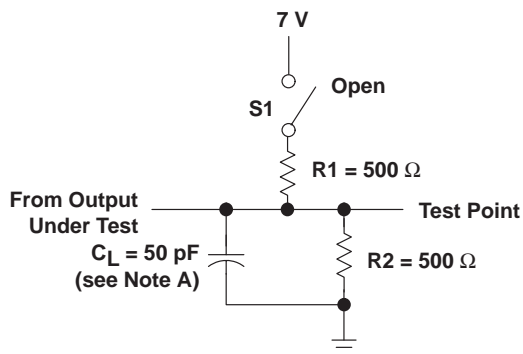 7 V
Open
S1
R1 = 500 Ω
From Output
Under Test
Test Point
CL = 50 pF
(see Note A)
R2 = 500 Ω